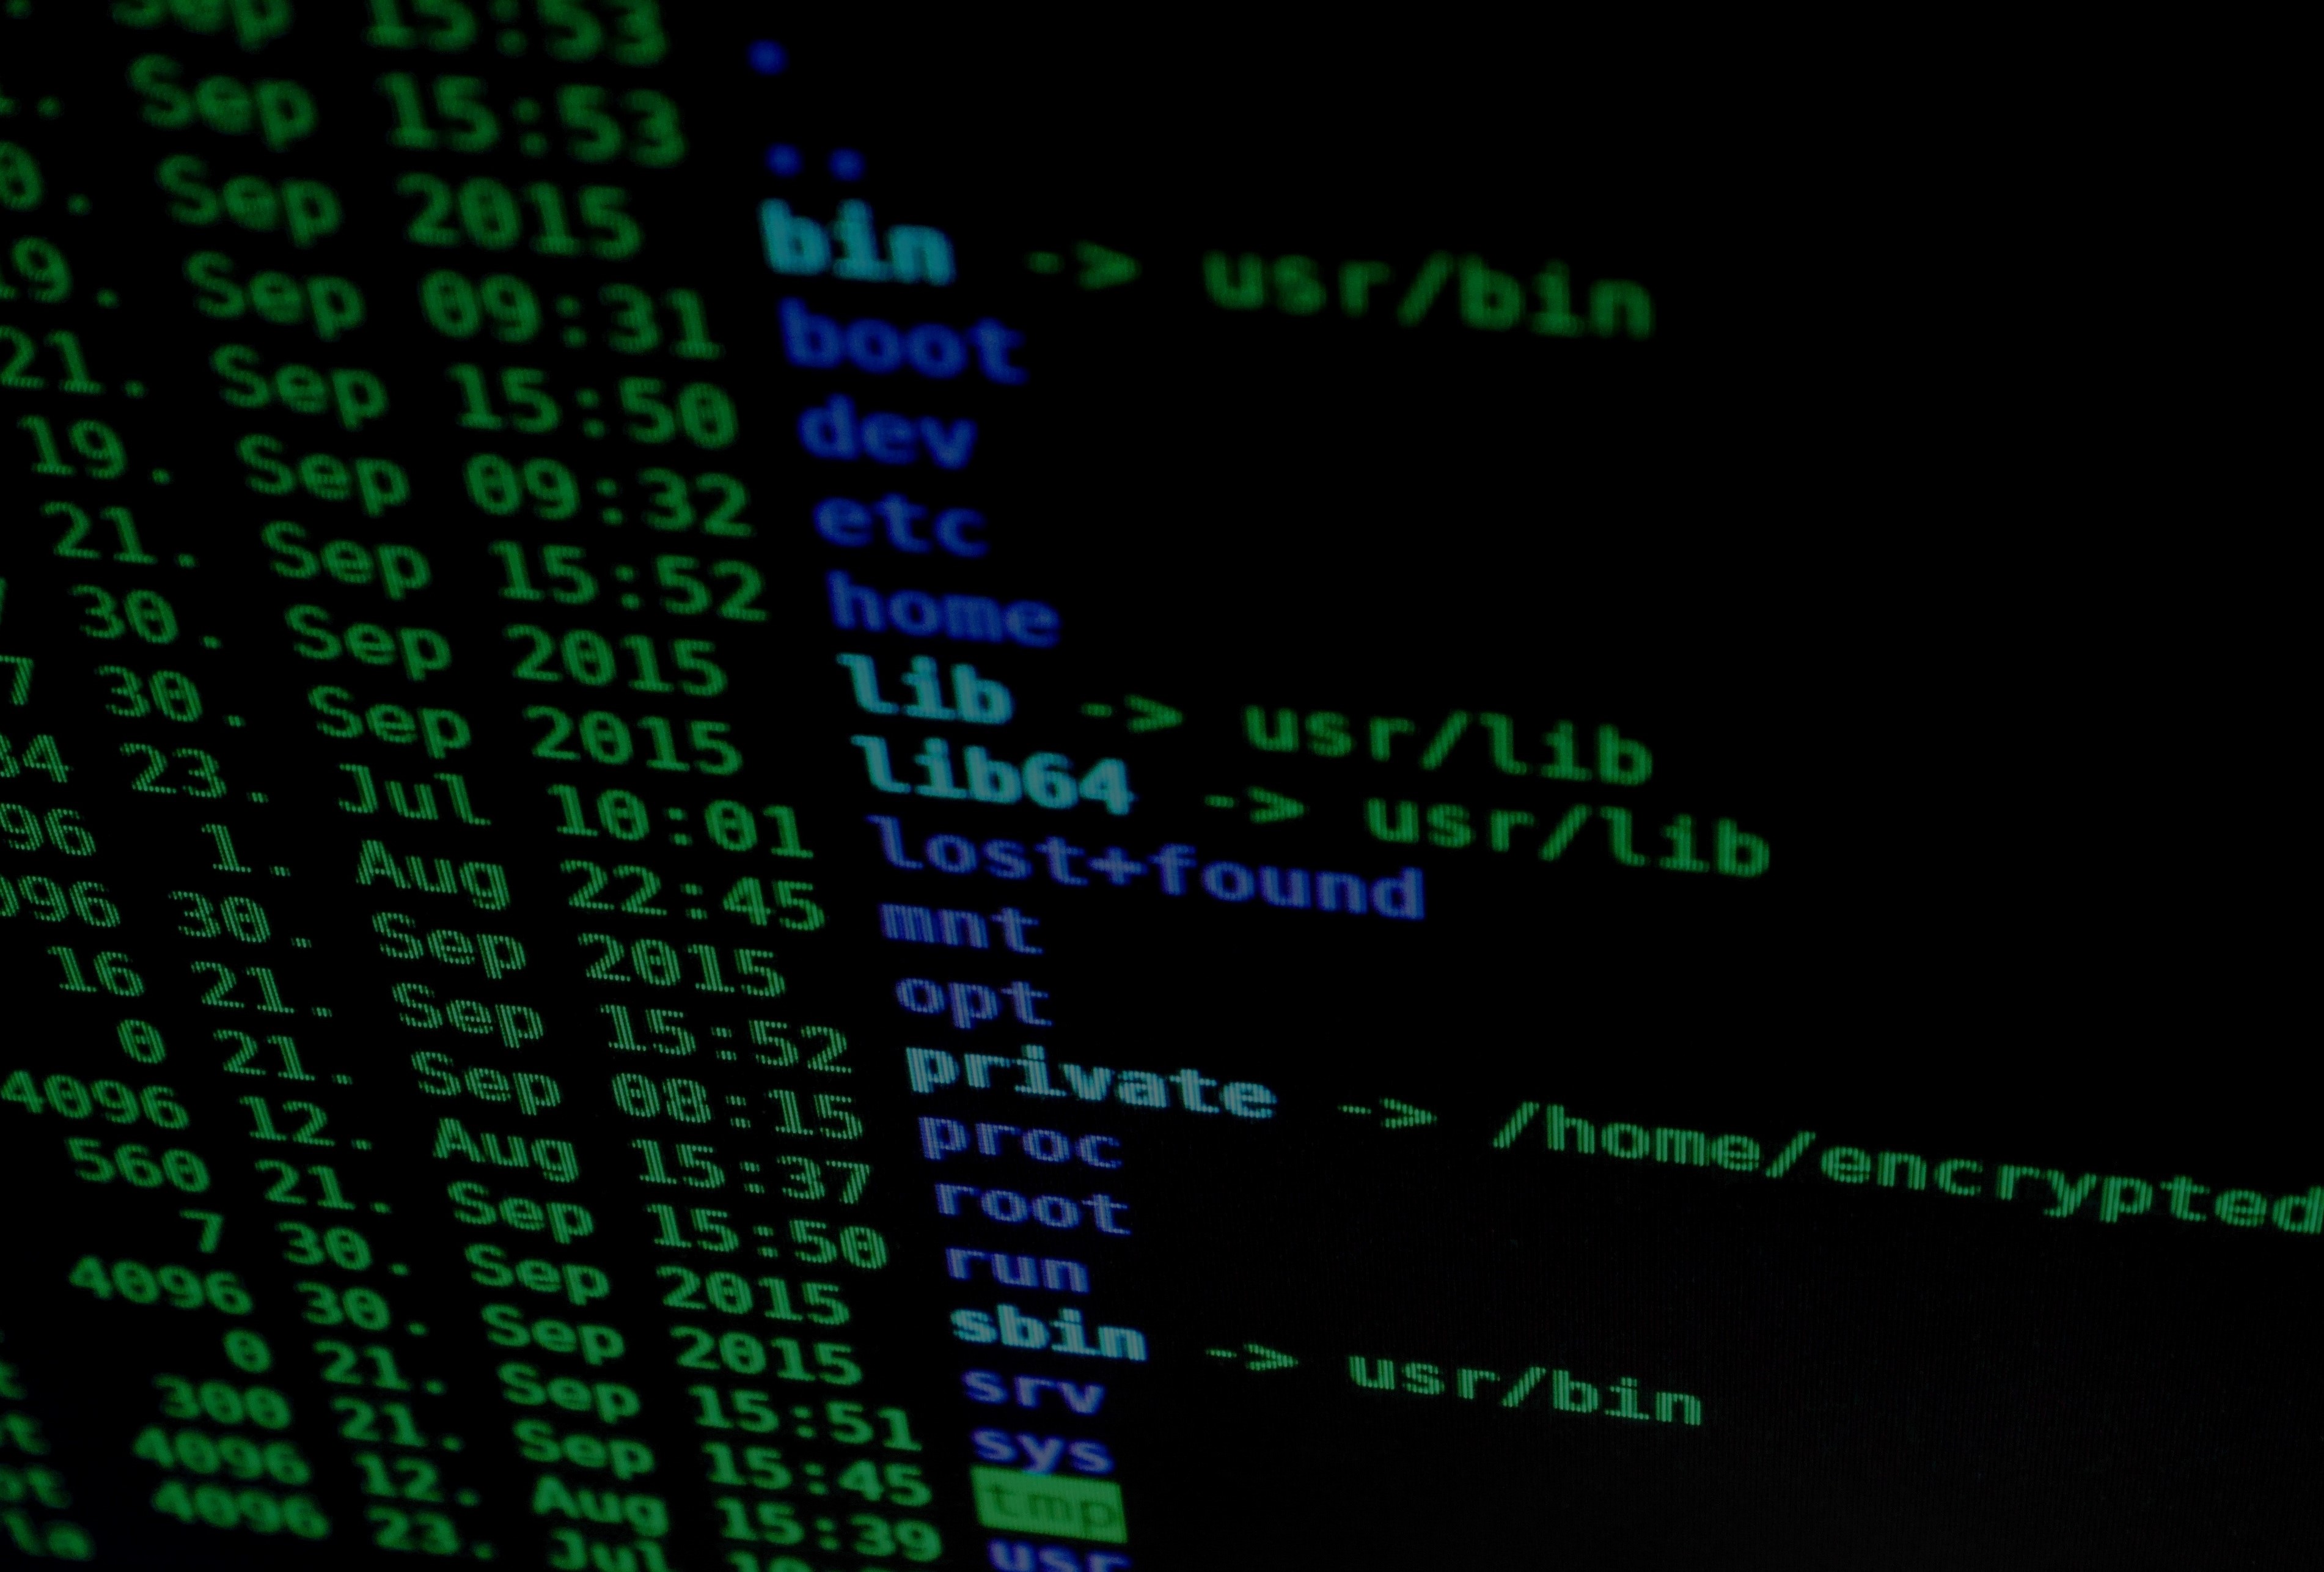 Sep 15:53 .
. Sep 15:53 ..
0. Sep 2015 bin -> usr/bin
19. Sep 09:31 boot
21. Sep 15:50 dev
19. Sep 09:32 etc
21. Sep 15:52 home
30. Sep 2015 lib -> usr/lib
7 30. Sep 2015 lib64 -> usr/lib
84 23. Jul 10:01 lost+found
96 1. Aug 22:45 mnt
096 30. Sep 2015 opt
16 21. Sep 15:52 private -> /home/encrypted
0 21. Sep 08:15 proc
4096 12. Aug 15:37 root
560 21. Sep 15:50 run
7 30. Sep 2015 sbin -> usr/bin
4096 30. Sep 2015 srv
0 21. Sep 15:51 sys
300 21. Sep 15:45 tmp
4096 12. Aug 15:39 usr
4096 23. Jul